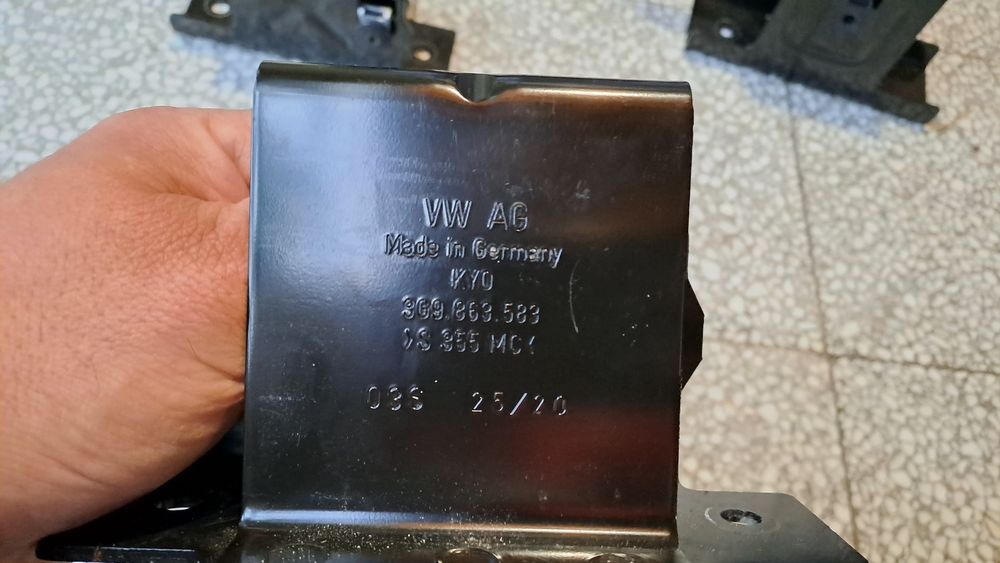 VW AG
Made in Germany
KYO
3G9.863.583
>S 355 MC<
03S 25/20